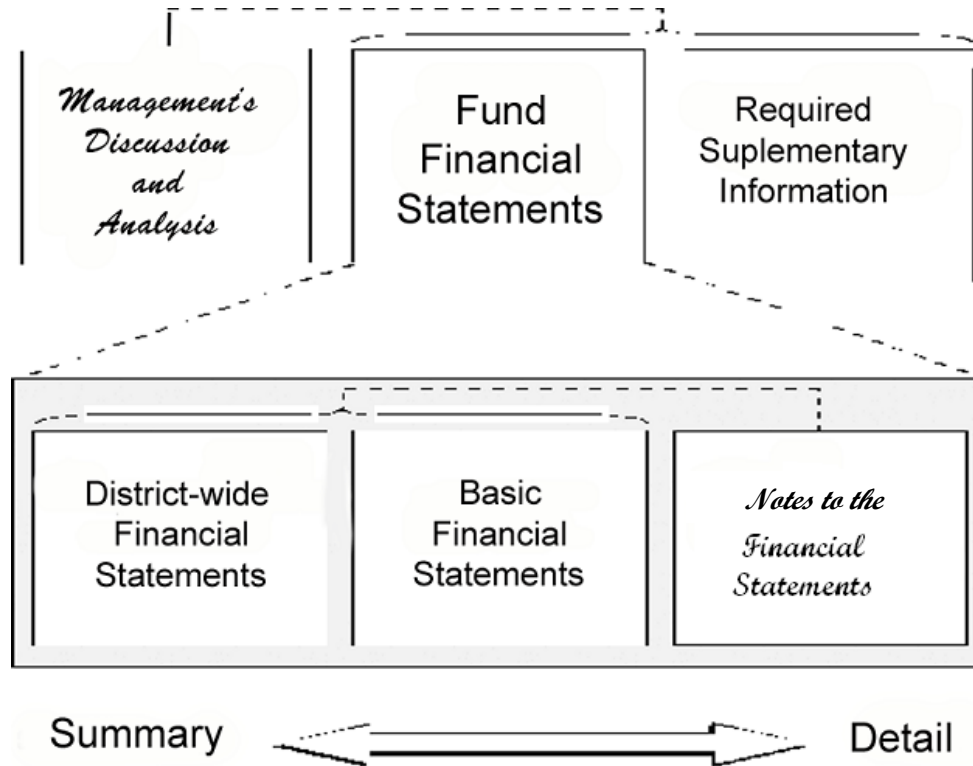 Management's
Discussion
and
Analysis
Fund
Financial
Statements
Required
Suplementary
Information
District-wide
Financial
Statements
Basic
Financial
Statements
Notes to the
Financial
Statements
Summary
Detail